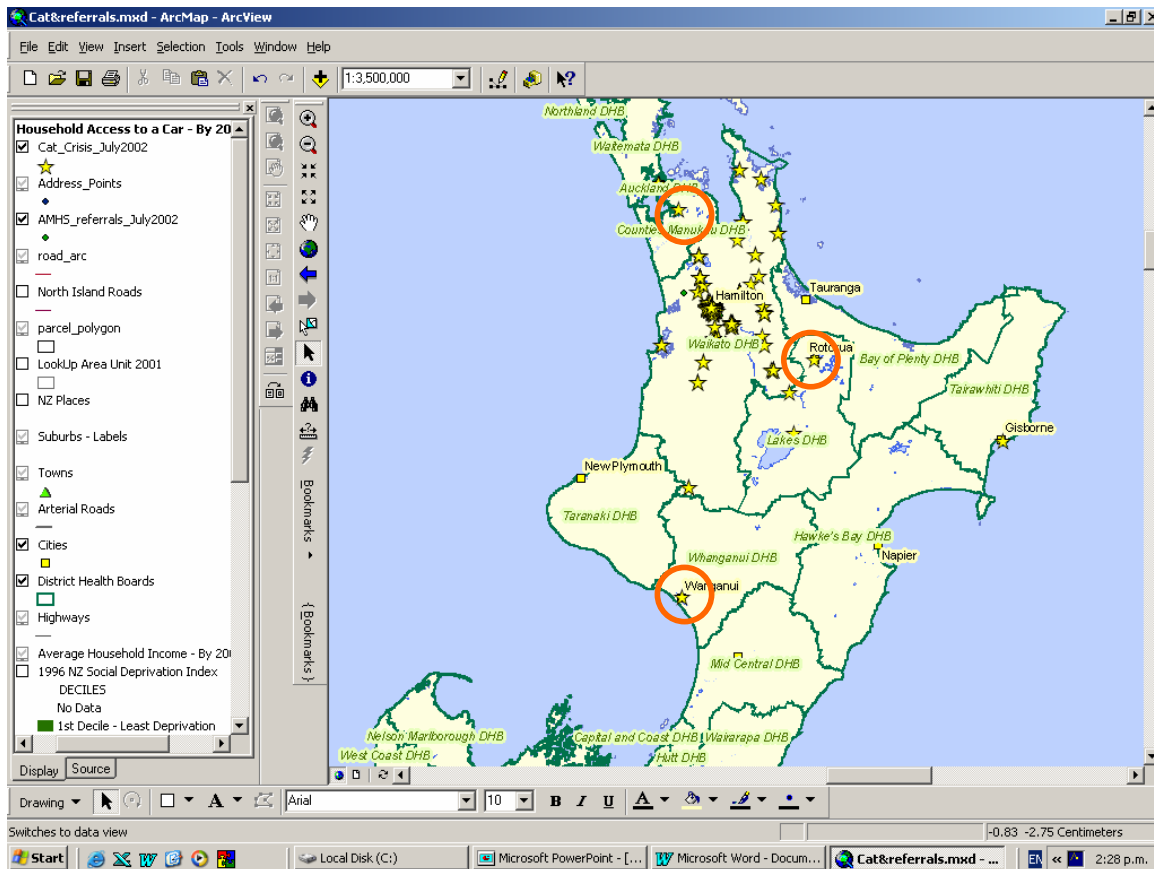 Cat&referrals.mxd - ArcMap - ArcView
File Edit View Insert Selection Tools Window Help
1:3,500,000
Household Access to a Car - By 20
Cat_Crisis_July2002
Address_Points
AMHS_referrals_July2002
road_arc
North Island Roads
parcel_polygon
LookUp Area Unit 2001
NZ Places
Suburbs - Labels
Towns
Arterial Roads
Cities
District Health Boards
Highways
Average Household Income - By 20
1996 NZ Social Deprivation Index
DECILES
No Data
1st Decile - Least Deprivation
Display Source
Bookmarks
{ Bookmarks }
Northland DHB
Waitemata DHB
Auckland DHB
Counties Manukau DHB
Tauranga
Hamilton
Waikato DHB
Rotorua
Bay of Plenty DHB
Tairawhiti DHB
Gisborne
Lakes DHB
New Plymouth
Taranaki DHB
Hawke's Bay DHB
Napier
Whanganui DHB
Wanganui
Mid Central DHB
Nelson Marlborough DHB
Capital and Coast DHB
Wairarapa DHB
West Coast DHB
Hutt DHB
Drawing A Arial 10 B I U A
Switches to data view
-0.83 -2.75 Centimeters
Start
Local Disk (C:)
Microsoft PowerPoint - [...
Microsoft Word - Docum...
Cat&referrals.mxd - ...
EN
2:28 p.m.